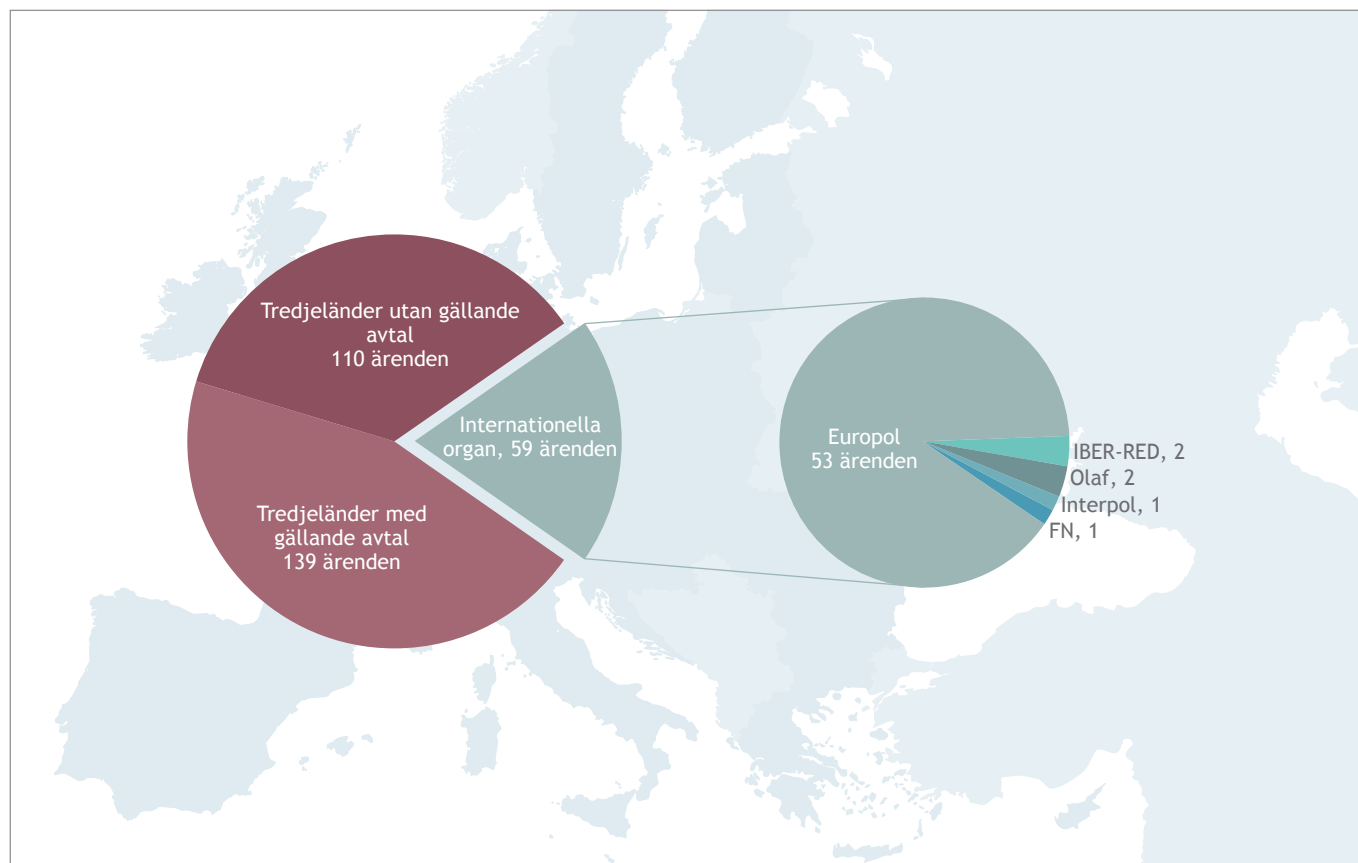 Tredjeländer utan gällande
avtal
110 ärenden
Internationella
organ, 59 ärenden
Tredjeländer med
gällande avtal
139 ärenden
Europol
53 ärenden
IBER-RED, 2
Olaf, 2
Interpol, 1
FN, 1